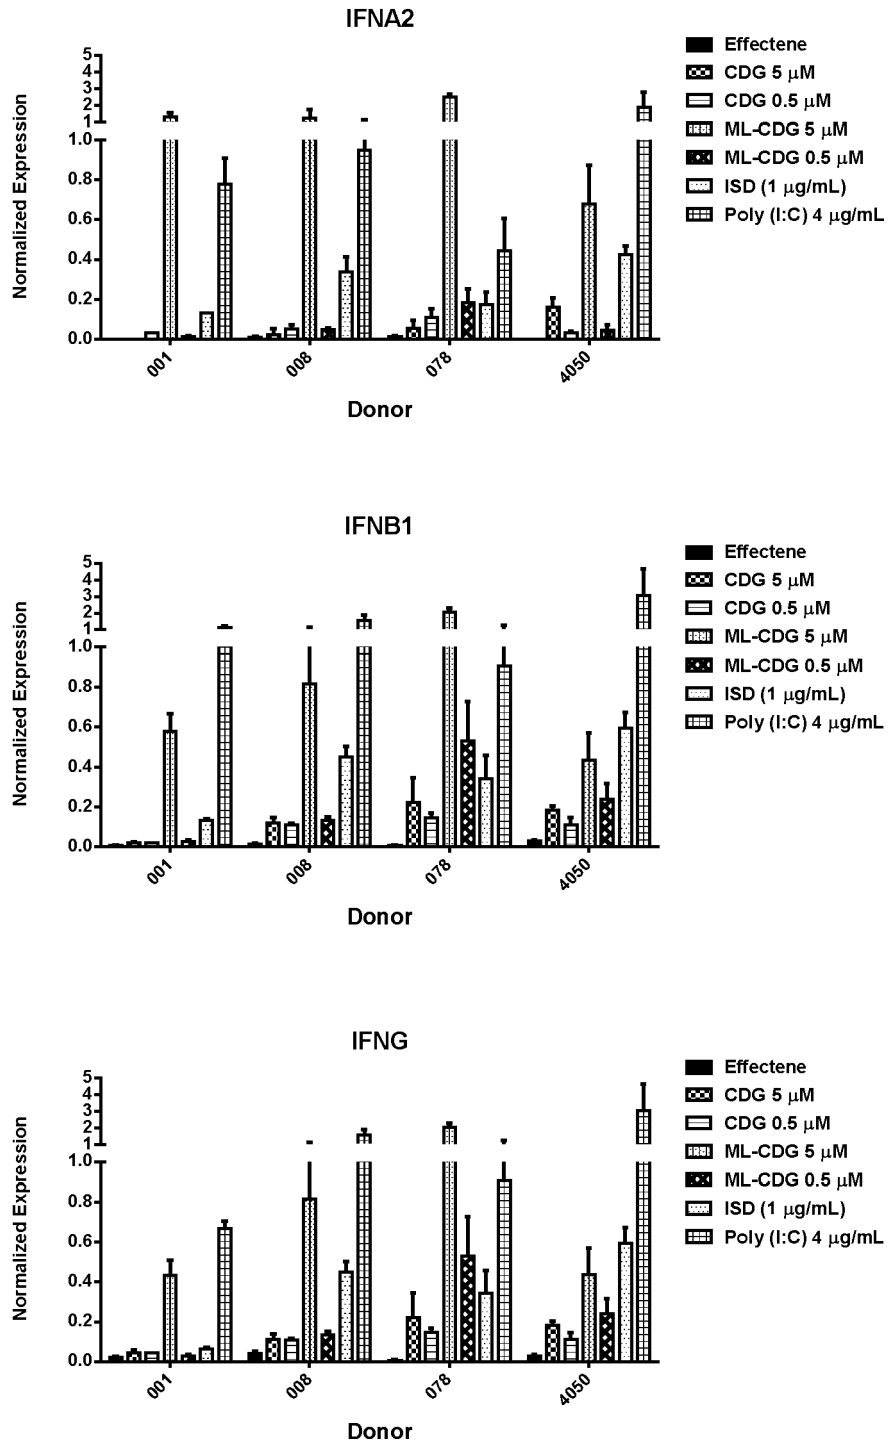 IFNA2
Normalized Expression
5
4
3
2
1
1.0
0.8
0.6
0.4
0.2
0.0
001
008
078
4050
Donor
Effectene
CDG 5 μM
CDG 0.5 μM
ML-CDG 5 μM
ML-CDG 0.5 μM
ISD (1 μg/mL)
Poly (I:C) 4 μg/mL
IFNB1
Normalized Expression
5
4
3
2
1
1.0
0.8
0.6
0.4
0.2
0.0
001
008
078
4050
Donor
Effectene
CDG 5 μM
CDG 0.5 μM
ML-CDG 5 μM
ML-CDG 0.5 μM
ISD (1 μg/mL)
Poly (I:C) 4 μg/mL
IFNG
Normalized Expression
5
4
3
2
1
1.0
0.8
0.6
0.4
0.2
0.0
001
008
078
4050
Donor
Effectene
CDG 5 μM
CDG 0.5 μM
ML-CDG 5 μM
ML-CDG 0.5 μM
ISD (1 μg/mL)
Poly (I:C) 4 μg/mL